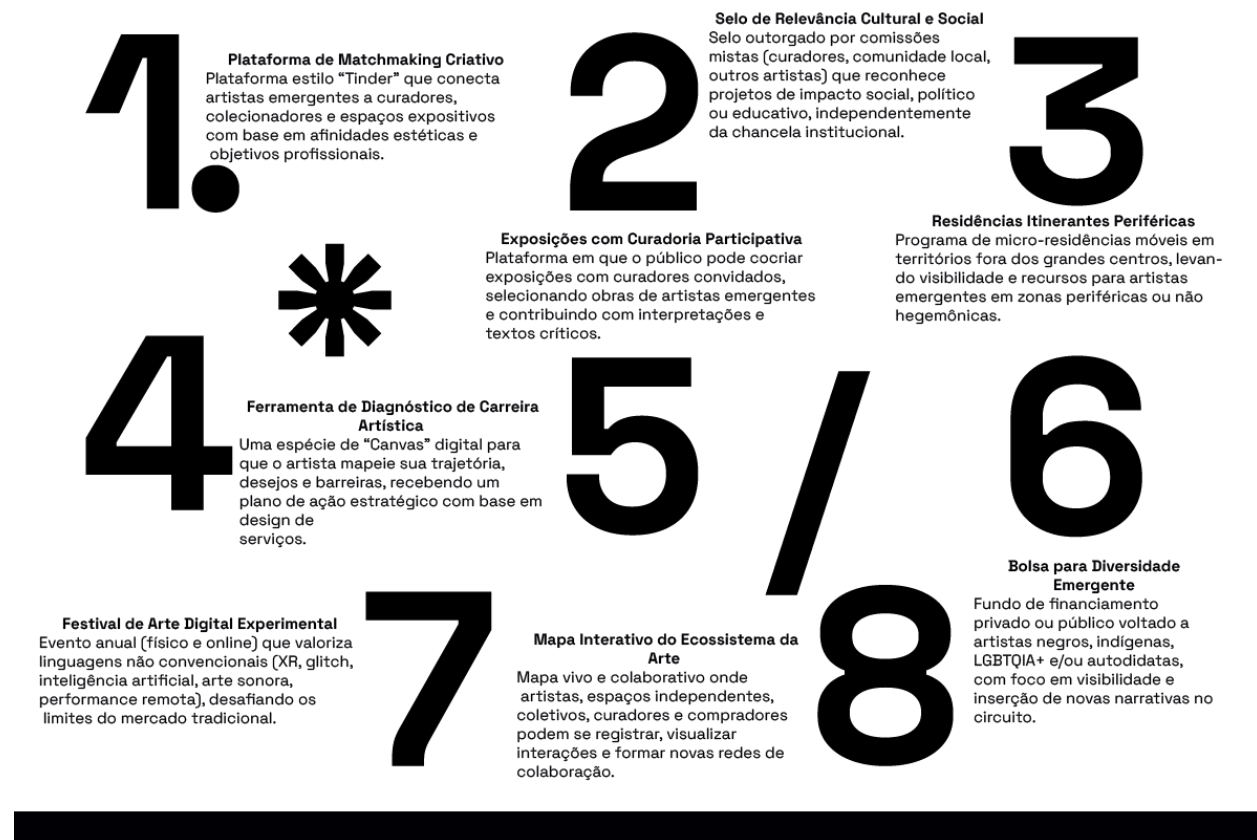 1.
Plataforma de Matchmaking Criativo
Plataforma estilo “Tinder” que conecta
artistas emergentes a curadores,
colecionadores e espaços expositivos
com base em afinidades estéticas e
objetivos profissionais.
2
Selo de Relevância Cultural e Social
Selo outorgado por comissões
mistas (curadores, comunidade local,
outros artistas) que reconhece
projetos de impacto social, político
ou educativo, independentemente
da chancela institucional.
3
Exposições com Curadoria Participativa
Plataforma em que o público pode cocriar
exposições com curadores convidados,
selecionando obras de artistas emergentes
e contribuindo com interpretações e
textos críticos.
Residências Itinerantes Periféricas
Programa de micro-residências móveis em
territórios fora dos grandes centros, levan-
do visibilidade e recursos para artistas
emergentes em zonas periféricas ou não
hegemônicas.
4
Ferramenta de Diagnóstico de Carreira
Artística
Uma espécie de “Canvas” digital para
que o artista mapeie sua trajetória,
desejos e barreiras, recebendo um
plano de ação estratégico com base em
design de
serviços.
5
/
6
Bolsa para Diversidade
Emergente
Fundo de financiamento
privado ou público voltado a
artistas negros, indígenas,
LGBTQIA+ e/ou autodidatas,
com foco em visibilidade e
inserção de novas narrativas no
circuito.
Festival de Arte Digital Experimental
Evento anual (físico e online) que valoriza
linguagens não convencionais (XR, glitch,
inteligência artificial, arte sonora,
performance remota), desafiando os
limites do mercado tradicional.
7
Mapa Interativo do Ecossistema da
Arte
Mapa vivo e colaborativo onde
artistas, espaços independentes,
coletivos, curadores e compradores
podem se registrar, visualizar
interações e formar novas redes de
colaboração.
8